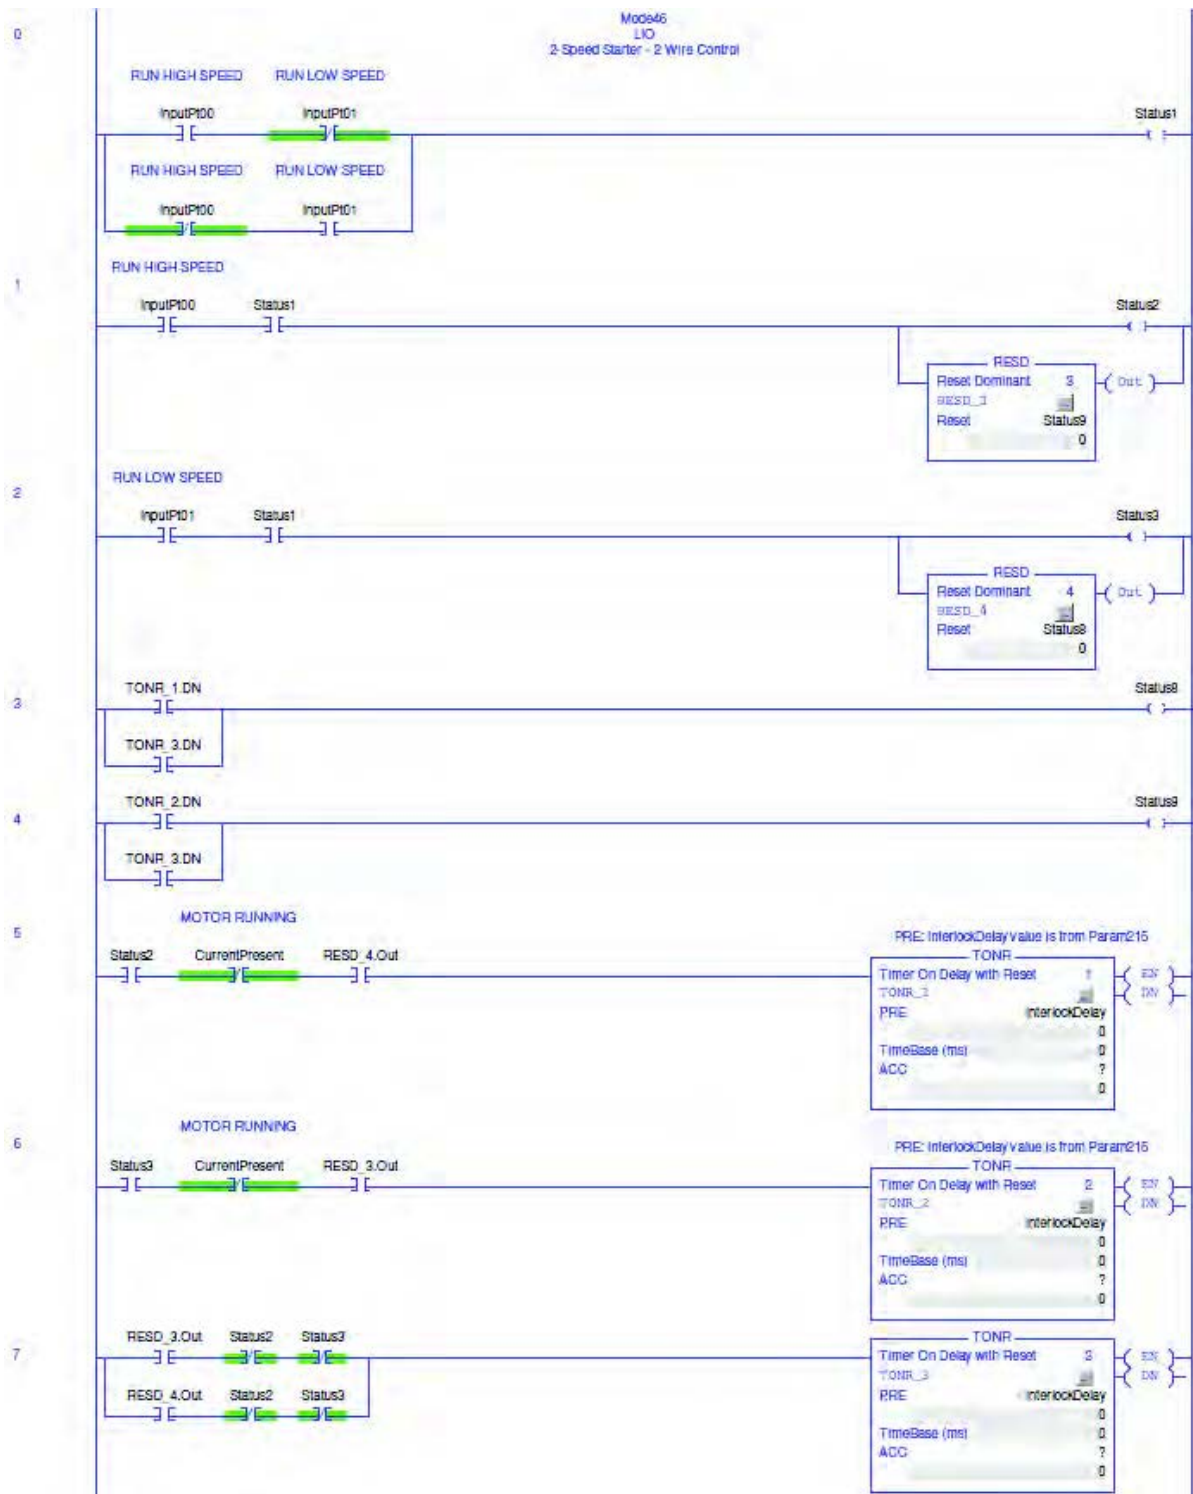 0
Mode46
LIO
2-Speed Starter - 2 Wire Control
RUN HIGH SPEED RUN LOW SPEED
InputPt00 InputPt01 Status1
RUN HIGH SPEED RUN LOW SPEED
InputPt00 InputPt01
RUN HIGH SPEED
1
InputPt00 Status1 Status2
RESD
Reset Dominant 3 Out
RESD_3
Reset Status9
0
RUN LOW SPEED
2
InputPt01 Status1 Status3
RESD
Reset Dominant 4 Out
RESD_4
Reset Status8
0
TONR_1.DN Status8
3
TONR_3.DN
TONR_2.DN Status9
4
TONR_3.DN
MOTOR RUNNING
5
PRE: InterlockDelay value is from Param216
Status2 CurrentPresent RESD_4.Out TONR
Timer On Delay with Reset 1 EN
TONR_1 DN
PRE InterlockDelay
0
TimeBase (ms) 0
ACC ?
0
MOTOR RUNNING
6
PRE: InterlockDelay value is from Param216
Status3 CurrentPresent RESD_3.Out TONR
Timer On Delay with Reset 2 EN
TONR_2 DN
PRE InterlockDelay
0
TimeBase (ms) 0
ACC ?
0
RESD_3.Out Status2 Status3 TONR
7 Timer On Delay with Reset 3 EN
TONR_3 DN
RESD_4.Out Status2 Status3 PRE InterlockDelay
0
TimeBase (ms) 0
ACC ?
0